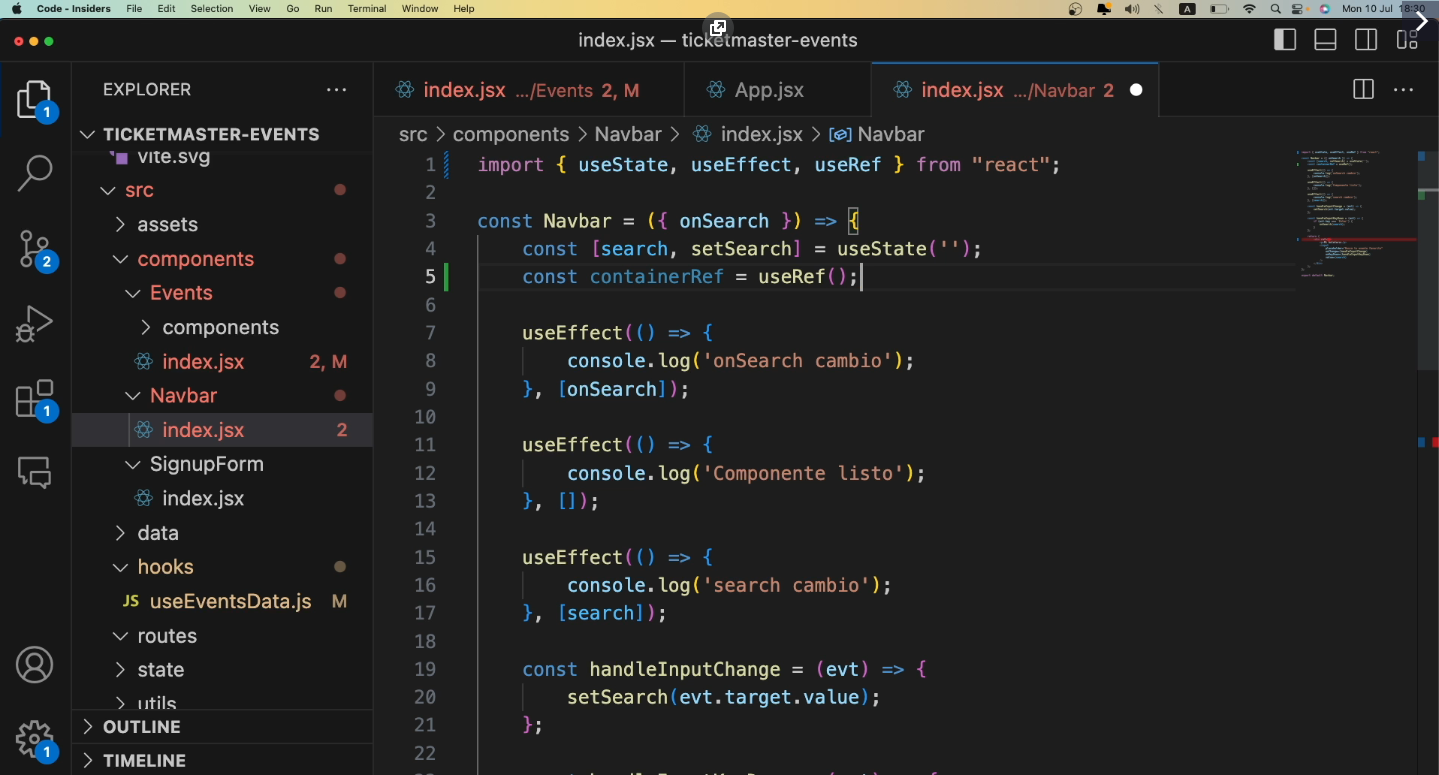 Code - Insiders File Edit Selection View Go Run Terminal Window Help A Mon 10 Jul 18:30
index.jsx — ticketmaster-events
EXPLORER
index.jsx .../Events 2, M App.jsx index.jsx .../Navbar 2
src > components > Navbar > index.jsx > Navbar
TICKETMASTER-EVENTS
vite.svg
src
assets
components
Events
components
index.jsx 2, M
Navbar
index.jsx 2
SignupForm
index.jsx
data
hooks
JS useEventsData.js M
routes
state
utils
OUTLINE
TIMELINE
1
2
1
1
1 import { useState, useEffect, useRef } from "react";
2
3 const Navbar = ({ onSearch }) => {
4 const [search, setSearch] = useState('');
5 const containerRef = useRef();
6
7 useEffect(() => {
8 console.log('onSearch cambio');
9 }, [onSearch]);
10
11 useEffect(() => {
12 console.log('Componente listo');
13 }, []);
14
15 useEffect(() => {
16 console.log('search cambio');
17 }, [search]);
18
19 const handleInputChange = (evt) => {
20 setSearch(evt.target.value);
21 };
22